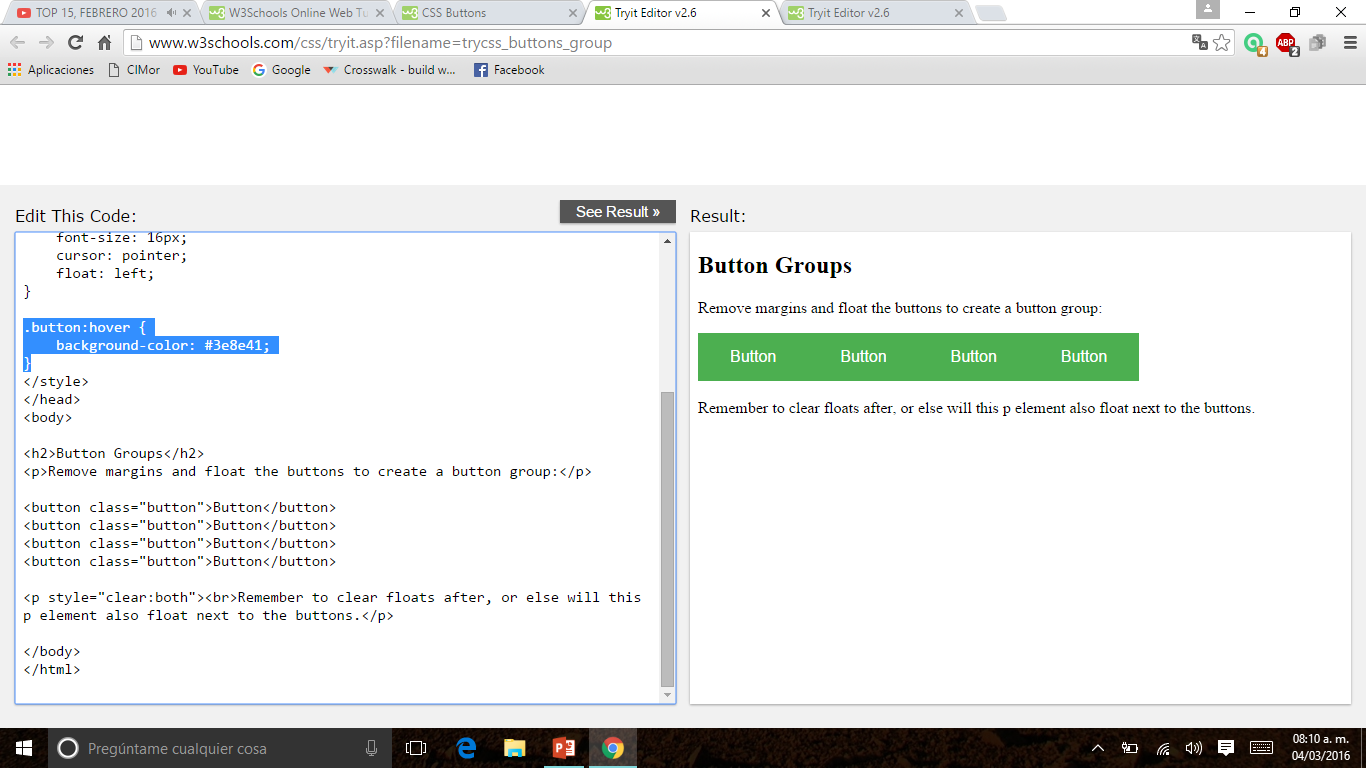 TOP 15, FEBRERO 2016
W3Schools Online Web Tu
CSS Buttons
Tryit Editor v2.6
Tryit Editor v2.6
www.w3schools.com/css/tryit.asp?filename=trycss_buttons_group
4
ABP
2
Aplicaciones
CIMor
YouTube
Google
Crosswalk - build w...
Facebook
Edit This Code:
See Result »
Result:
font-size: 16px;
cursor: pointer;
float: left;
}
.button:hover {
background-color: #3e8e41;
}
</style>
</head>
<body>
<h2>Button Groups</h2>
<p>Remove margins and float the buttons to create a button group:</p>
<button class="button">Button</button>
<button class="button">Button</button>
<button class="button">Button</button>
<button class="button">Button</button>
<p style="clear:both"><br>Remember to clear floats after, or else will this
p element also float next to the buttons.</p>
</body>
</html>
Button Groups
Remove margins and float the buttons to create a button group:
Button Button Button Button
Remember to clear floats after, or else will this p element also float next to the buttons.
Pregúntame cualquier cosa
08:10 a. m.
04/03/2016